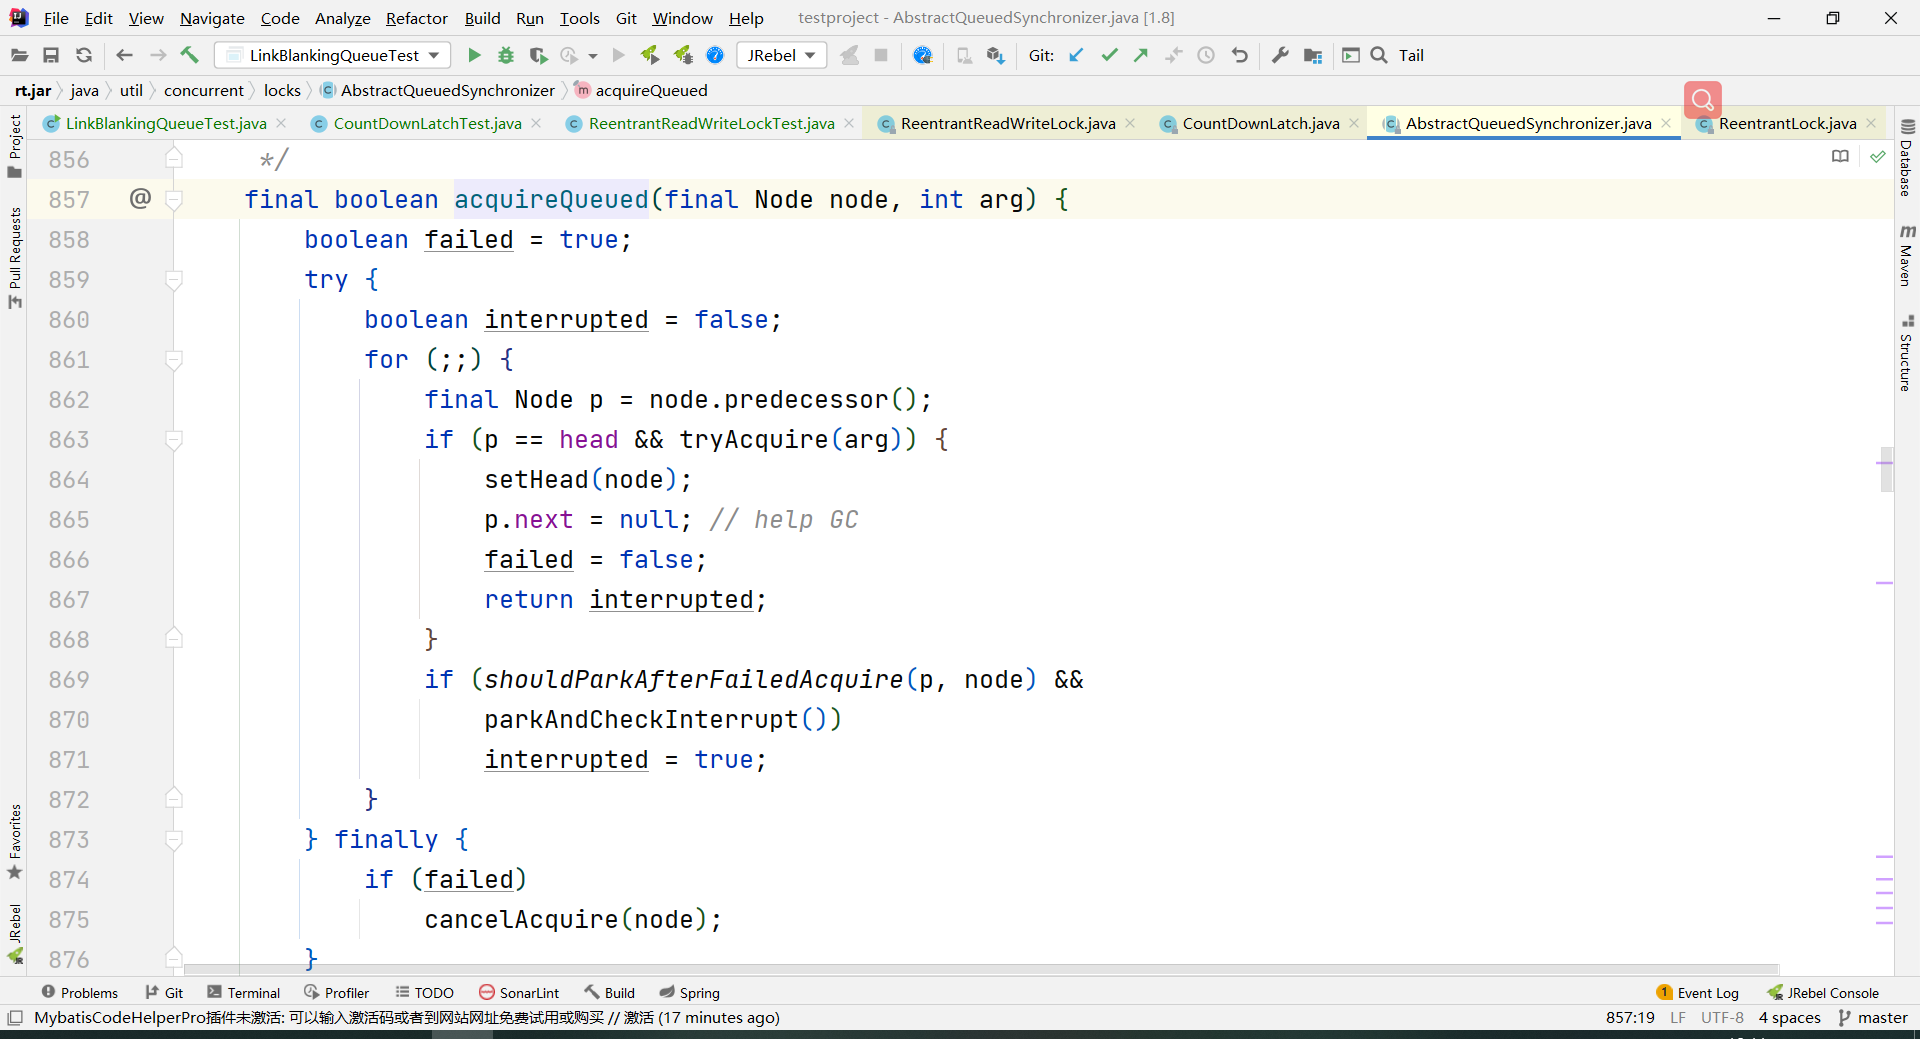 File Edit View Navigate Code Analyze Refactor Build Run Tools Git Window Help testproject - AbstractQueuedSynchronizer.java [1.8]
LinkBlankingQueueTest JRebel Git: Tail
rt.jar java util concurrent locks AbstractQueuedSynchronizer acquireQueued
LinkBlankingQueueTest.java CountDownLatchTest.java ReentrantReadWriteLockTest.java ReentrantReadWriteLock.java CountDownLatch.java AbstractQueuedSynchronizer.java ReentrantLock.java
Project
Pull Requests
Favorites
JRebel
856 */
857 @ final boolean acquireQueued(final Node node, int arg) {
858 boolean failed = true;
859 try {
860 boolean interrupted = false;
861 for (;;) {
862 final Node p = node.predecessor();
863 if (p == head && tryAcquire(arg)) {
864 setHead(node);
865 p.next = null; // help GC
866 failed = false;
867 return interrupted;
868 }
869 if (shouldParkAfterFailedAcquire(p, node) &&
870 parkAndCheckInterrupt())
871 interrupted = true;
872 }
873 } finally {
874 if (failed)
875 cancelAcquire(node);
876 }
Database
Maven
Structure
Problems Git Terminal Profiler TODO SonarLint Build Spring 1 Event Log JRebel Console
MybatisCodeHelperPro插件未激活: 可以输入激活码或者到网站网址免费试用或购买 // 激活 (17 minutes ago) 857:19 LF UTF-8 4 spaces master